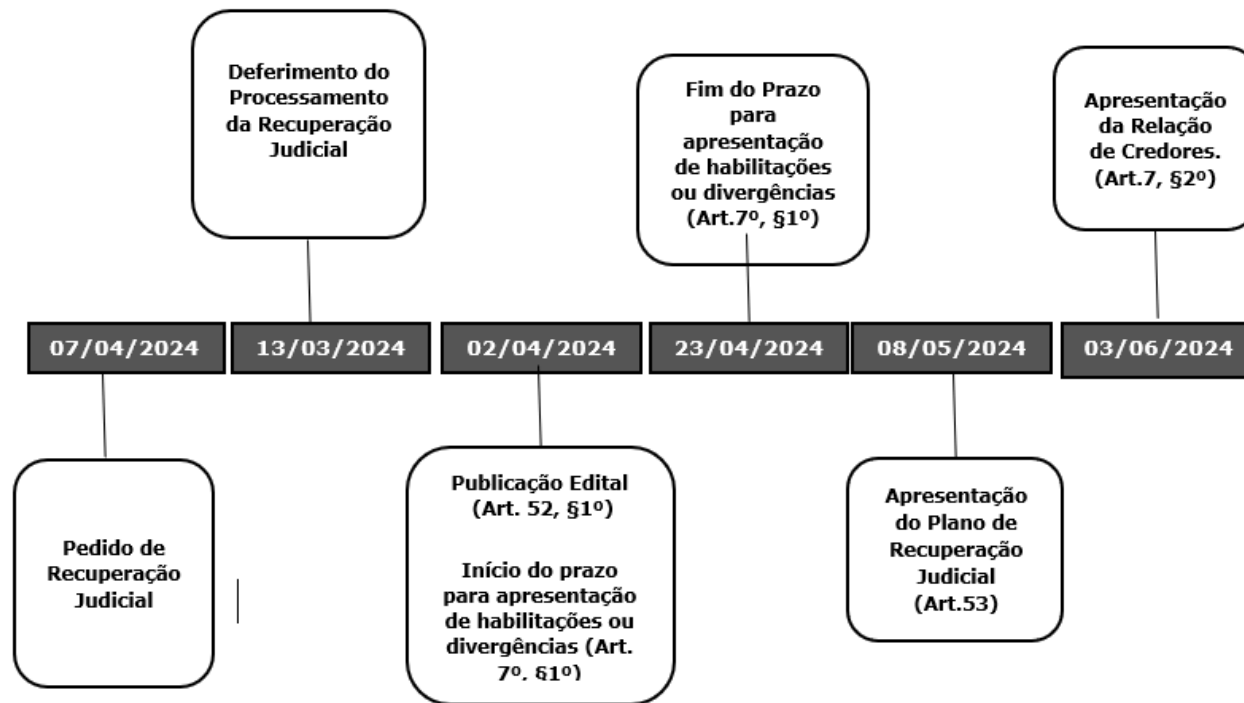 Deferimento do
Processamento
da Recuperação
Judicial
Fim do Prazo
para
apresentação
de habilitações
ou divergências
(Art.7º, §1º)
Apresentação
da Relação
de Credores.
(Art.7, §2º)
07/04/2024
13/03/2024
02/04/2024
23/04/2024
08/05/2024
03/06/2024
Pedido de
Recuperação
Judicial
Publicação Edital
(Art. 52, §1º)
Início do prazo
para apresentação
de habilitações ou
divergências (Art.
7º, §1º)
Apresentação
do Plano de
Recuperação
Judicial
(Art.53)